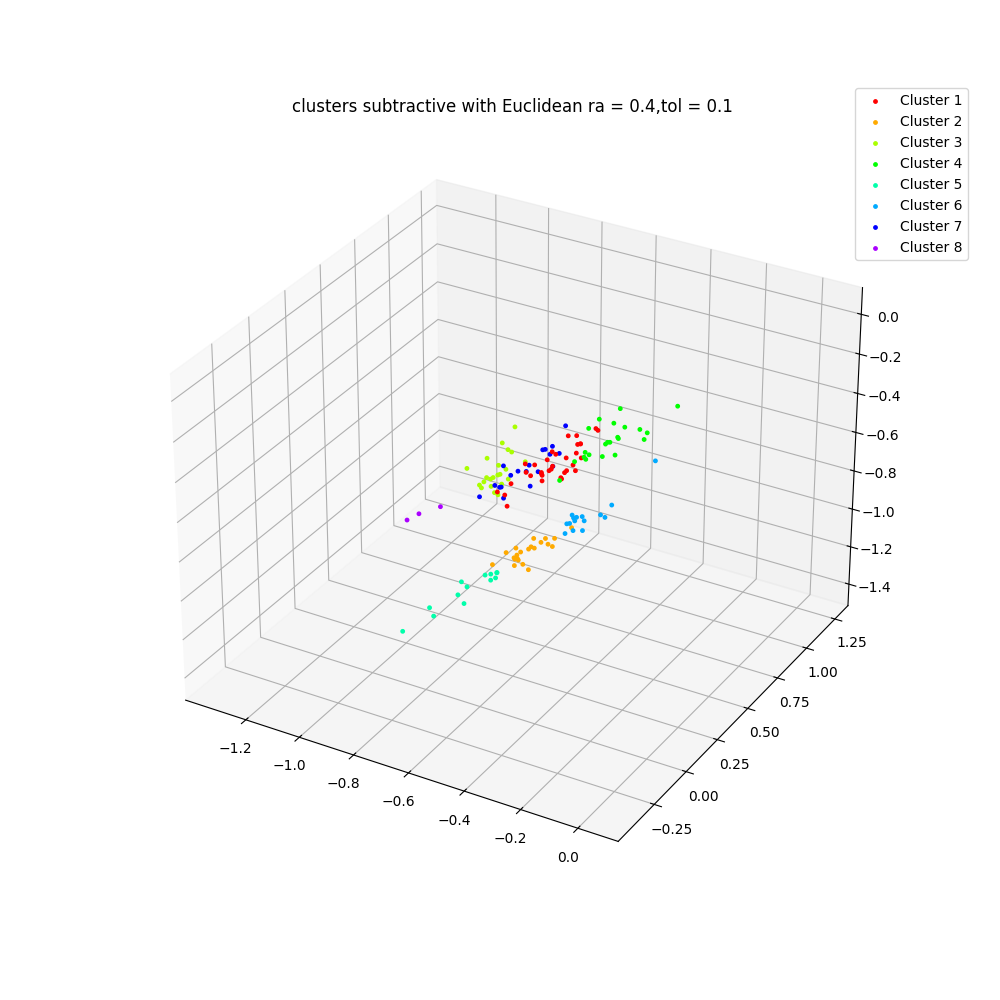 clusters subtractive with Euclidean ra = 0.4,tol = 0.1
Cluster 1
Cluster 2
Cluster 3
Cluster 4
Cluster 5
Cluster 6
Cluster 7
Cluster 8
0.0
−0.2
−0.4
−0.6
−0.8
−1.0
−1.2
−1.4
1.25
1.00
0.75
0.50
0.25
0.00
−0.25
−1.2
−1.0
−0.8
−0.6
−0.4
−0.2
0.0